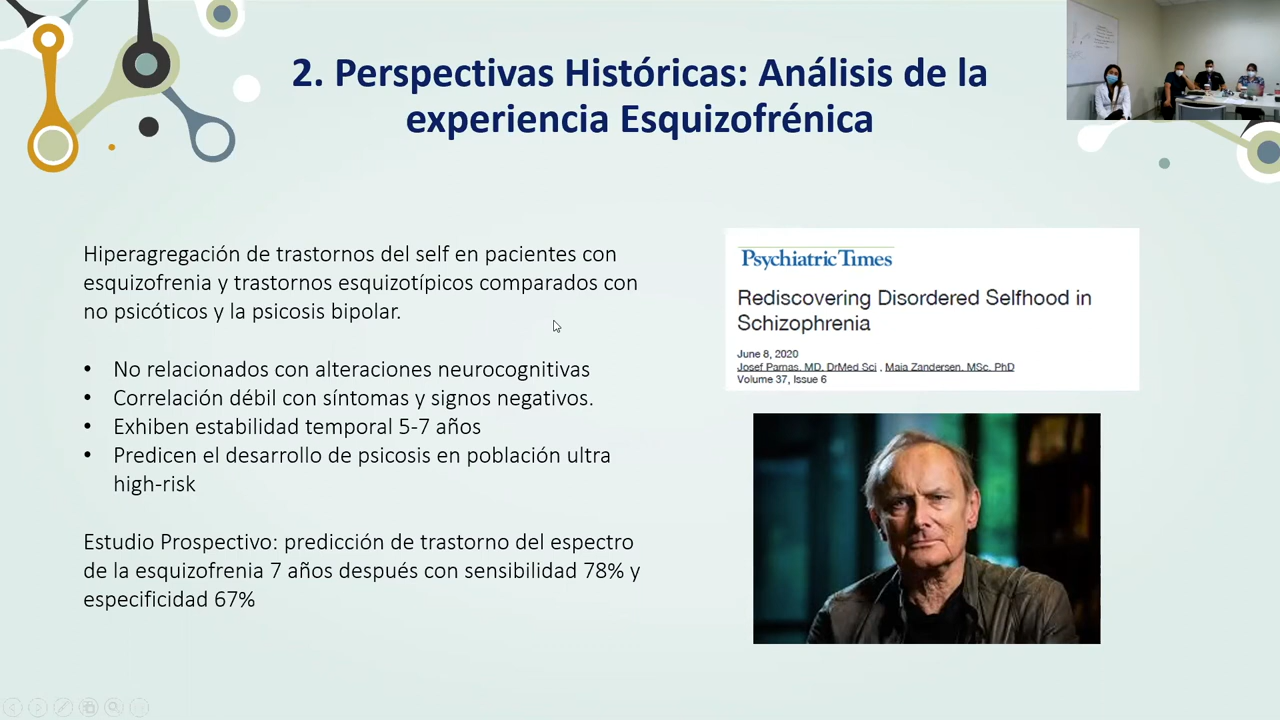 2. Perspectivas Históricas: Análisis de la
experiencia Esquizofrénica
Hiperagregación de trastornos del self en pacientes con
esquizofrenia y trastornos esquizotípicos comparados con
no psicóticos y la psicosis bipolar.
• No relacionados con alteraciones neurocognitivas
• Correlación débil con síntomas y signos negativos.
• Exhiben estabilidad temporal 5-7 años
• Predicen el desarrollo de psicosis en población ultra
high-risk
Estudio Prospectivo: predicción de trastorno del espectro
de la esquizofrenia 7 años después con sensibilidad 78% y
especificidad 67%
Psychiatric Times
Rediscovering Disordered Selfhood in
Schizophrenia
June 8, 2020
Josef Parnas, MD, DrMed Sci , Maja Zandersen, MSc, PhD
Volume 37, Issue 6